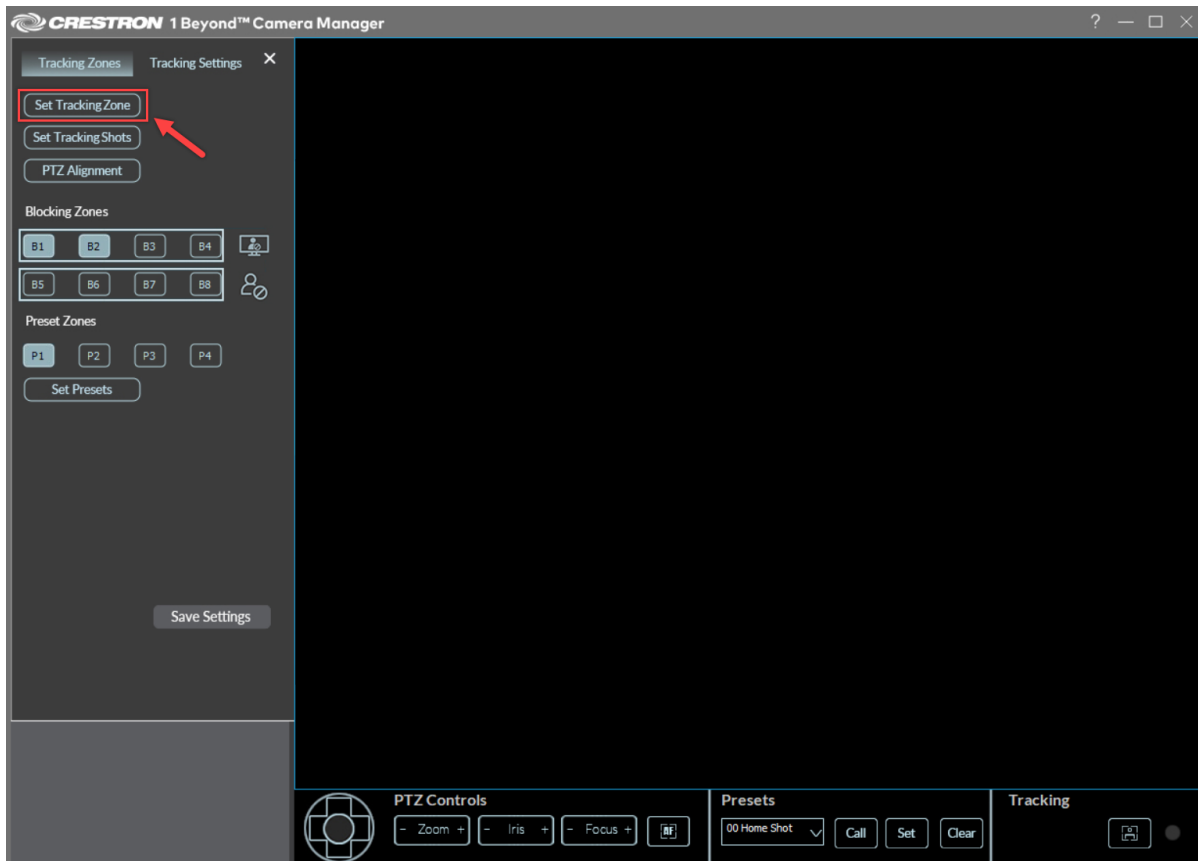 CRESTRON 1 Beyond™ Camera Manager ?
Tracking Zones Tracking Settings
Set Tracking Zone
Set Tracking Shots
PTZ Alignment
Blocking Zones
B1 B2 B3 B4
B5 B6 B7 B8
Preset Zones
P1 P2 P3 P4
Set Presets
Save Settings
PTZ Controls Presets Tracking
- Zoom + - Iris + - Focus + AF 00 Home Shot Call Set Clear